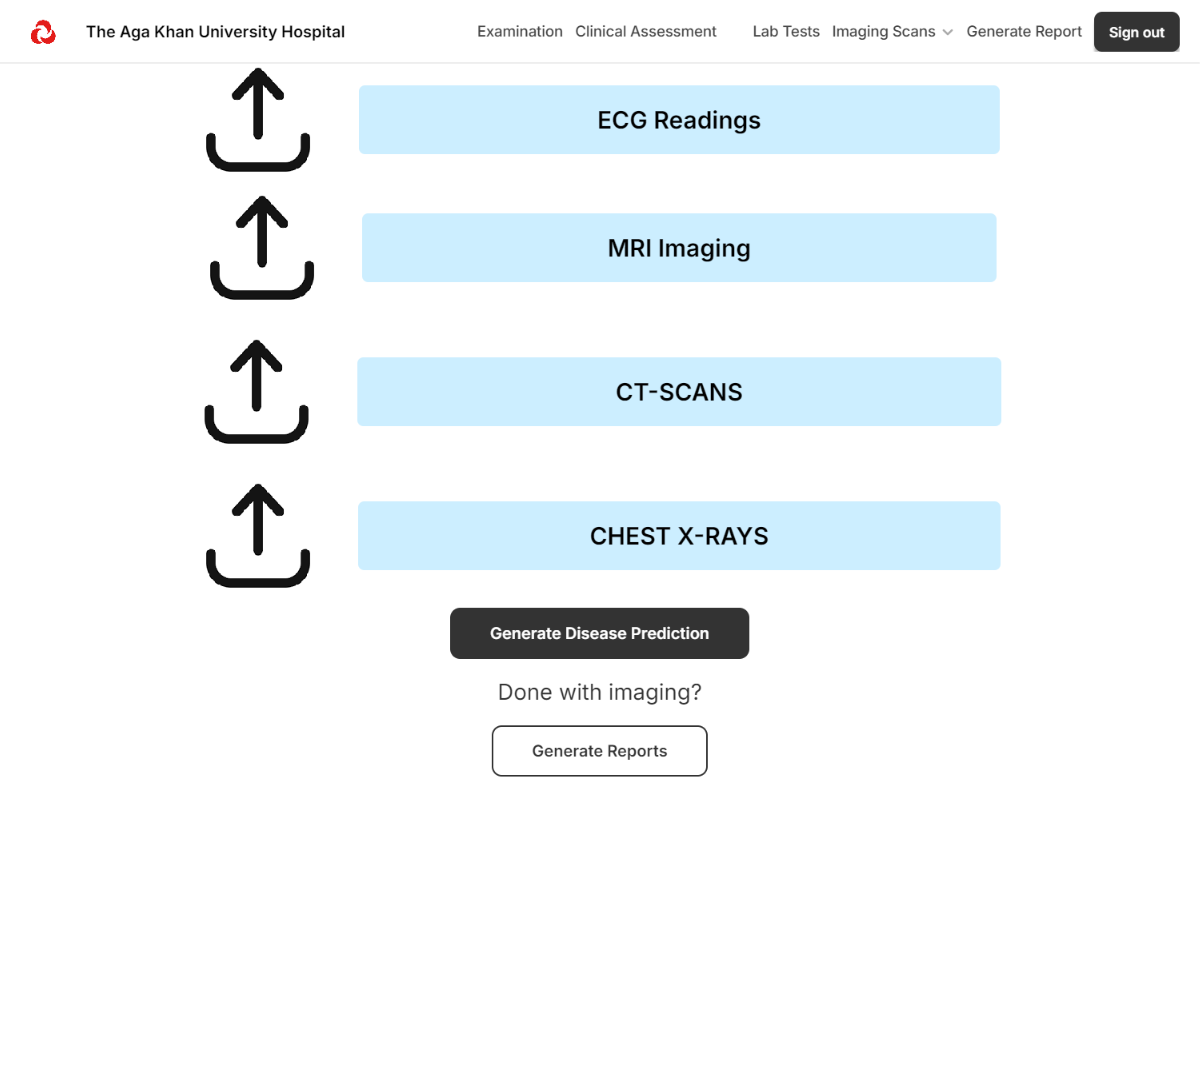 The Aga Khan University Hospital Examination Clinical Assessment Lab Tests Imaging Scans Generate Report Sign out
ECG Readings
MRI Imaging
CT-SCANS
CHEST X-RAYS
Generate Disease Prediction
Done with imaging?
Generate Reports